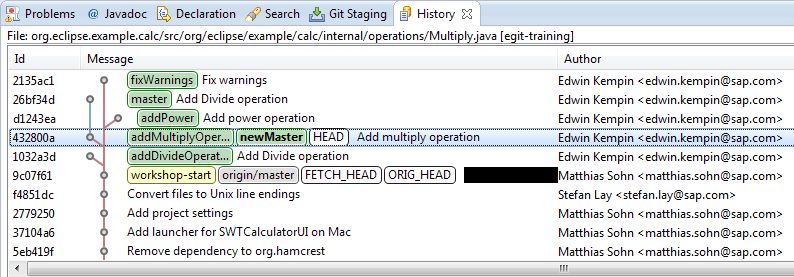 Problems @ Javadoc Declaration Search Git Staging History
File: org.eclipse.example.calc/src/org/eclipse/example/calc/internal/operations/Multiply.java [egit-training]
Id Message Author
2135ac1 fixWarnings Fix warnings Edwin Kempin <edwin.kempin@sap.com>
26bf34d master Add Divide operation Edwin Kempin <edwin.kempin@sap.com>
d1243ea addPower Add power operation Edwin Kempin <edwin.kempin@sap.com>
432800a addMultiplyOper... newMaster HEAD Add multiply operation Edwin Kempin <edwin.kempin@sap.com>
1032a3d addDivideOperat... Add Divide operation Edwin Kempin <edwin.kempin@sap.com>
9c07f61 workshop-start origin/master FETCH_HEAD ORIG_HEAD Matthias Sohn <matthias.sohn@sap.com>
f4851dc Convert files to Unix line endings Stefan Lay <stefan.lay@sap.com>
2779250 Add project settings Matthias Sohn <matthias.sohn@sap.com>
37104a6 Add launcher for SWTCalculatorUI on Mac Matthias Sohn <matthias.sohn@sap.com>
5eb419f Remove dependency to org.hamcrest Matthias Sohn <matthias.sohn@sap.com>